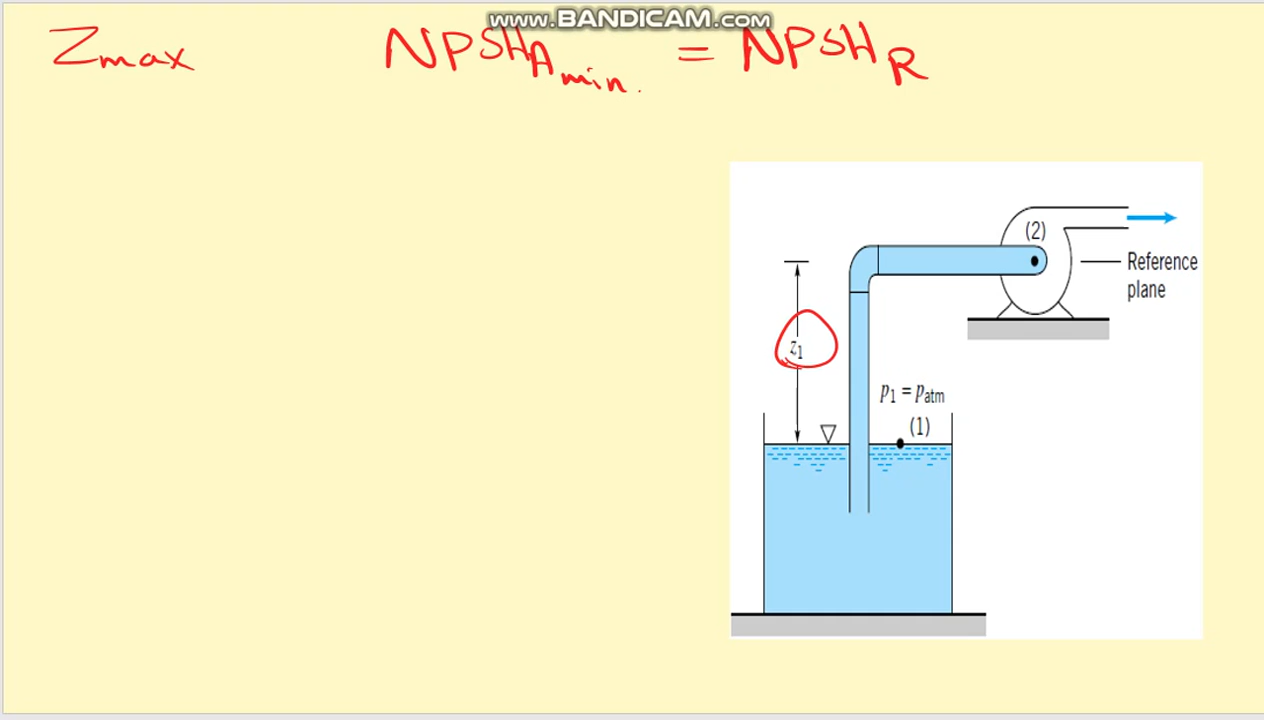 www.BANDICAM.com
Zmax NPSHAmin. = NPSHR
(2)
Reference
plane
z1
p1 = patm
(1)